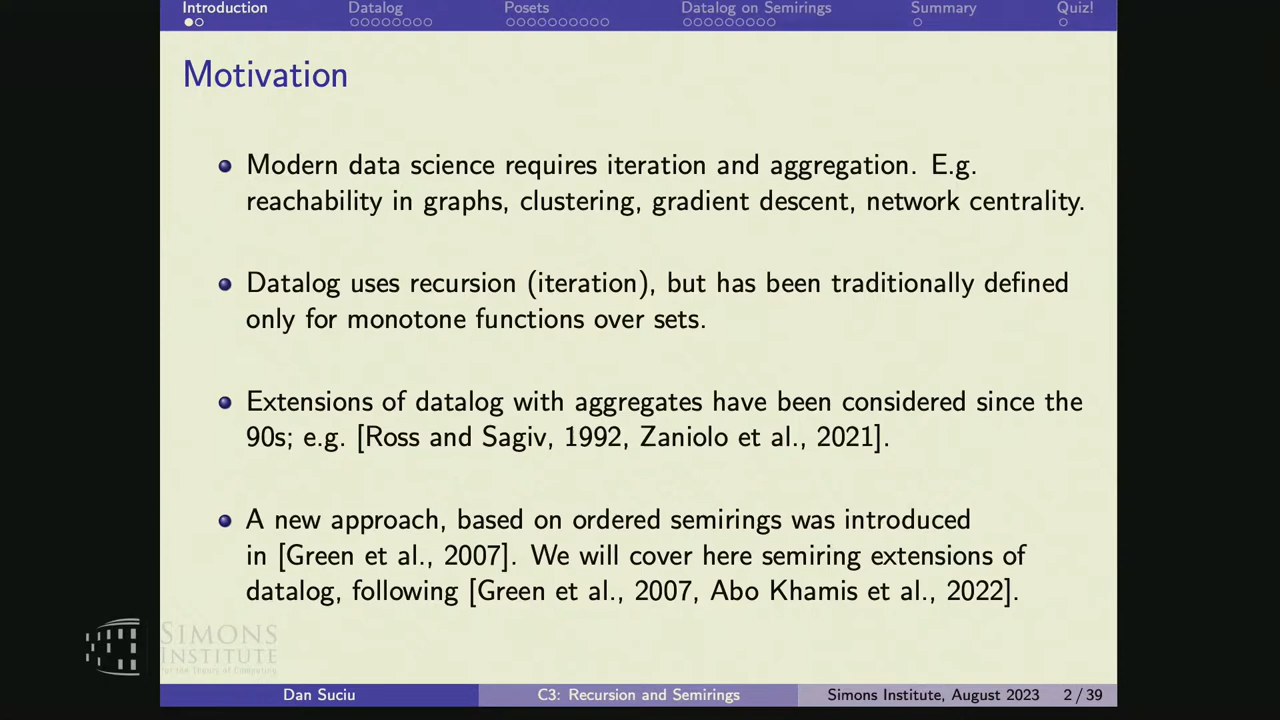 Introduction Datalog Posets Datalog on Semirings Summary Quiz!
Motivation
Modern data science requires iteration and aggregation. E.g.
reachability in graphs, clustering, gradient descent, network centrality.
Datalog uses recursion (iteration), but has been traditionally defined
only for monotone functions over sets.
Extensions of datalog with aggregates have been considered since the
90s; e.g. [Ross and Sagiv, 1992, Zaniolo et al., 2021].
A new approach, based on ordered semirings was introduced
in [Green et al., 2007]. We will cover here semiring extensions of
datalog, following [Green et al., 2007, Abo Khamis et al., 2022].
SIMONS
INSTITUTE
for the Theory of Computing
Dan Suciu C3: Recursion and Semirings Simons Institute, August 2023 2 / 39